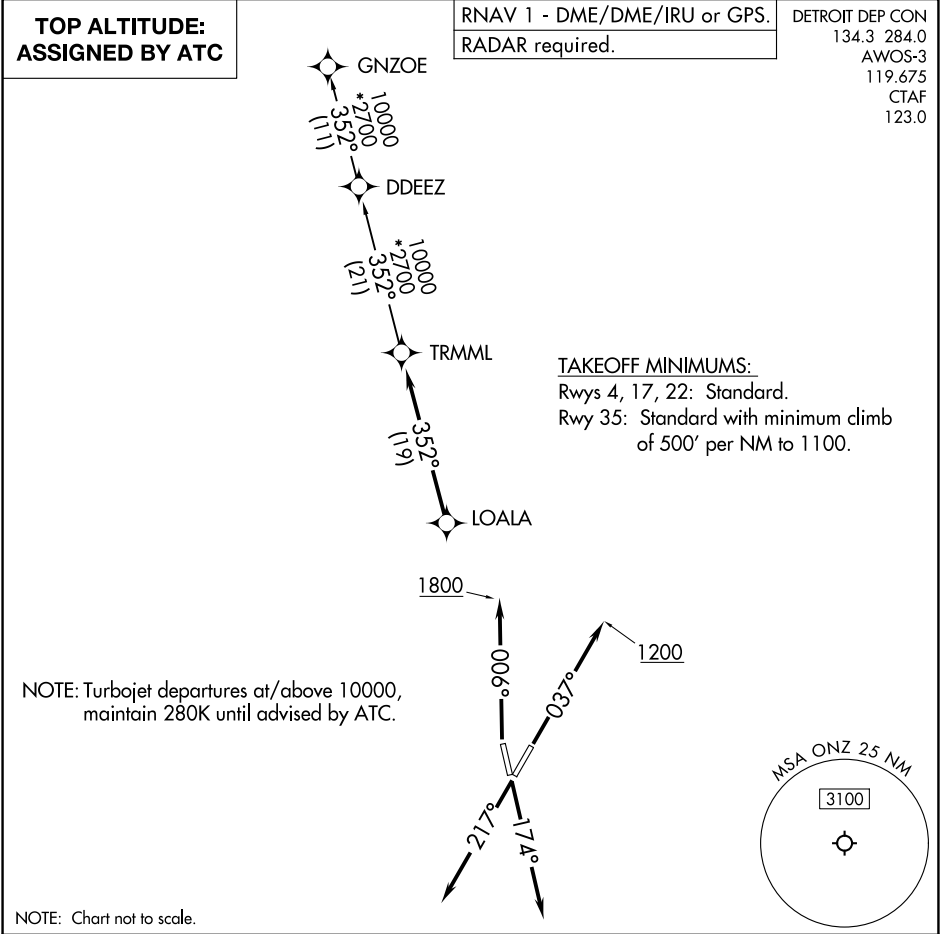 TOP ALTITUDE:
ASSIGNED BY ATC
RNAV 1 - DME/DME/IRU or GPS.
RADAR required.
DETROIT DEP CON
134.3 284.0
AWOS-3
119.675
CTAF
123.0
GNZOE
10000
*2700
352°
(11)
DDEEZ
10000
*2700
352°
(21)
TRMML
TAKEOFF MINIMUMS:
Rwys 4, 17, 22: Standard.
Rwy 35: Standard with minimum climb
of 500' per NM to 1100.
352°
(19)
LOALA
1800
1200
006°
037°
NOTE: Turbojet departures at/above 10000,
maintain 280K until advised by ATC.
217°
174°
MSA ONZ 25 NM
3100
NOTE: Chart not to scale.